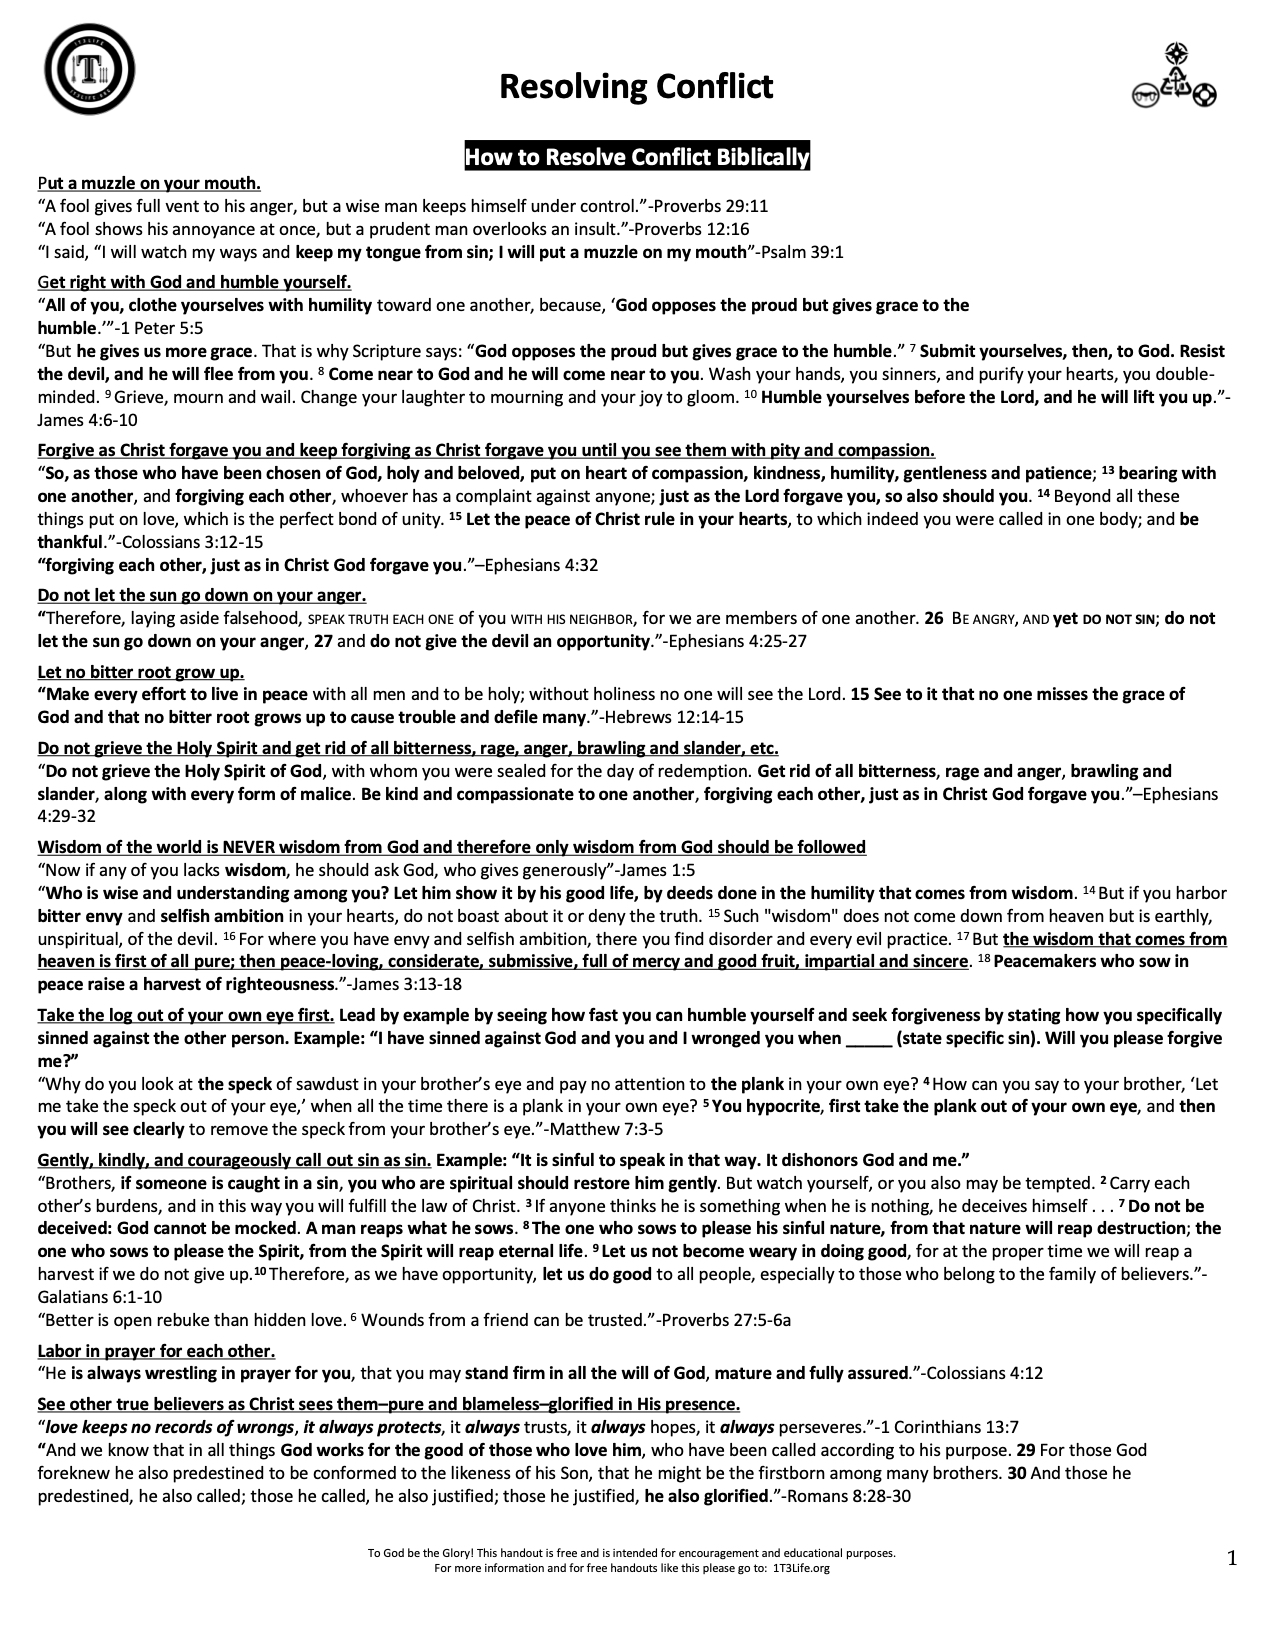 Resolving Conflict
How to Resolve Conflict Biblically
Put a muzzle on your mouth.
“A fool gives full vent to his anger, but a wise man keeps himself under control.”-Proverbs 29:11
“A fool shows his annoyance at once, but a prudent man overlooks an insult.”-Proverbs 12:16
“I said, “I will watch my ways and keep my tongue from sin; I will put a muzzle on my mouth”-Psalm 39:1
Get right with God and humble yourself.
“All of you, clothe yourselves with humility toward one another, because, ‘God opposes the proud but gives grace to the
humble.’”-1 Peter 5:5
“But he gives us more grace. That is why Scripture says: “God opposes the proud but gives grace to the humble.” 7 Submit yourselves, then, to God. Resist
the devil, and he will flee from you. 8 Come near to God and he will come near to you. Wash your hands, you sinners, and purify your hearts, you double-
minded. 9 Grieve, mourn and wail. Change your laughter to mourning and your joy to gloom. 10 Humble yourselves before the Lord, and he will lift you up.”-
James 4:6-10
Forgive as Christ forgave you and keep forgiving as Christ forgave you until you see them with pity and compassion.
“So, as those who have been chosen of God, holy and beloved, put on heart of compassion, kindness, humility, gentleness and patience; 13 bearing with
one another, and forgiving each other, whoever has a complaint against anyone; just as the Lord forgave you, so also should you. 14 Beyond all these
things put on love, which is the perfect bond of unity. 15 Let the peace of Christ rule in your hearts, to which indeed you were called in one body; and be
thankful.”-Colossians 3:12-15
“forgiving each other, just as in Christ God forgave you.”–Ephesians 4:32
Do not let the sun go down on your anger.
“Therefore, laying aside falsehood, SPEAK TRUTH EACH ONE of you WITH HIS NEIGHBOR, for we are members of one another. 26 BE ANGRY, AND yet DO NOT SIN; do not
let the sun go down on your anger, 27 and do not give the devil an opportunity.”-Ephesians 4:25-27
Let no bitter root grow up.
“Make every effort to live in peace with all men and to be holy; without holiness no one will see the Lord. 15 See to it that no one misses the grace of
God and that no bitter root grows up to cause trouble and defile many.”-Hebrews 12:14-15
Do not grieve the Holy Spirit and get rid of all bitterness, rage, anger, brawling and slander, etc.
“Do not grieve the Holy Spirit of God, with whom you were sealed for the day of redemption. Get rid of all bitterness, rage and anger, brawling and
slander, along with every form of malice. Be kind and compassionate to one another, forgiving each other, just as in Christ God forgave you.”–Ephesians
4:29-32
Wisdom of the world is NEVER wisdom from God and therefore only wisdom from God should be followed
“Now if any of you lacks wisdom, he should ask God, who gives generously”-James 1:5
“Who is wise and understanding among you? Let him show it by his good life, by deeds done in the humility that comes from wisdom. 14 But if you harbor
bitter envy and selfish ambition in your hearts, do not boast about it or deny the truth. 15 Such "wisdom" does not come down from heaven but is earthly,
unspiritual, of the devil. 16 For where you have envy and selfish ambition, there you find disorder and every evil practice. 17 But the wisdom that comes from
heaven is first of all pure; then peace-loving, considerate, submissive, full of mercy and good fruit, impartial and sincere. 18 Peacemakers who sow in
peace raise a harvest of righteousness.”-James 3:13-18
Take the log out of your own eye first. Lead by example by seeing how fast you can humble yourself and seek forgiveness by stating how you specifically
sinned against the other person. Example: “I have sinned against God and you and I wronged you when _____ (state specific sin). Will you please forgive
me?”
“Why do you look at the speck of sawdust in your brother’s eye and pay no attention to the plank in your own eye? 4 How can you say to your brother, ‘Let
me take the speck out of your eye,’ when all the time there is a plank in your own eye? 5 You hypocrite, first take the plank out of your own eye, and then
you will see clearly to remove the speck from your brother’s eye.”-Matthew 7:3-5
Gently, kindly, and courageously call out sin as sin. Example: “It is sinful to speak in that way. It dishonors God and me.”
“Brothers, if someone is caught in a sin, you who are spiritual should restore him gently. But watch yourself, or you also may be tempted. 2 Carry each
other’s burdens, and in this way you will fulfill the law of Christ. 3 If anyone thinks he is something when he is nothing, he deceives himself . . . 7 Do not be
deceived: God cannot be mocked. A man reaps what he sows. 8 The one who sows to please his sinful nature, from that nature will reap destruction; the
one who sows to please the Spirit, from the Spirit will reap eternal life. 9 Let us not become weary in doing good, for at the proper time we will reap a
harvest if we do not give up.10 Therefore, as we have opportunity, let us do good to all people, especially to those who belong to the family of believers.”-
Galatians 6:1-10
“Better is open rebuke than hidden love. 6 Wounds from a friend can be trusted.”-Proverbs 27:5-6a
Labor in prayer for each other.
“He is always wrestling in prayer for you, that you may stand firm in all the will of God, mature and fully assured.”-Colossians 4:12
See other true believers as Christ sees them–pure and blameless–glorified in His presence.
“love keeps no records of wrongs, it always protects, it always trusts, it always hopes, it always perseveres.”-1 Corinthians 13:7
“And we know that in all things God works for the good of those who love him, who have been called according to his purpose. 29 For those God
foreknew he also predestined to be conformed to the likeness of his Son, that he might be the firstborn among many brothers. 30 And those he
predestined, he also called; those he called, he also justified; those he justified, he also glorified.”-Romans 8:28-30
To God be the Glory! This handout is free and is intended for encouragement and educational purposes.
For more information and for free handouts like this please go to: 1T3Life.org
1